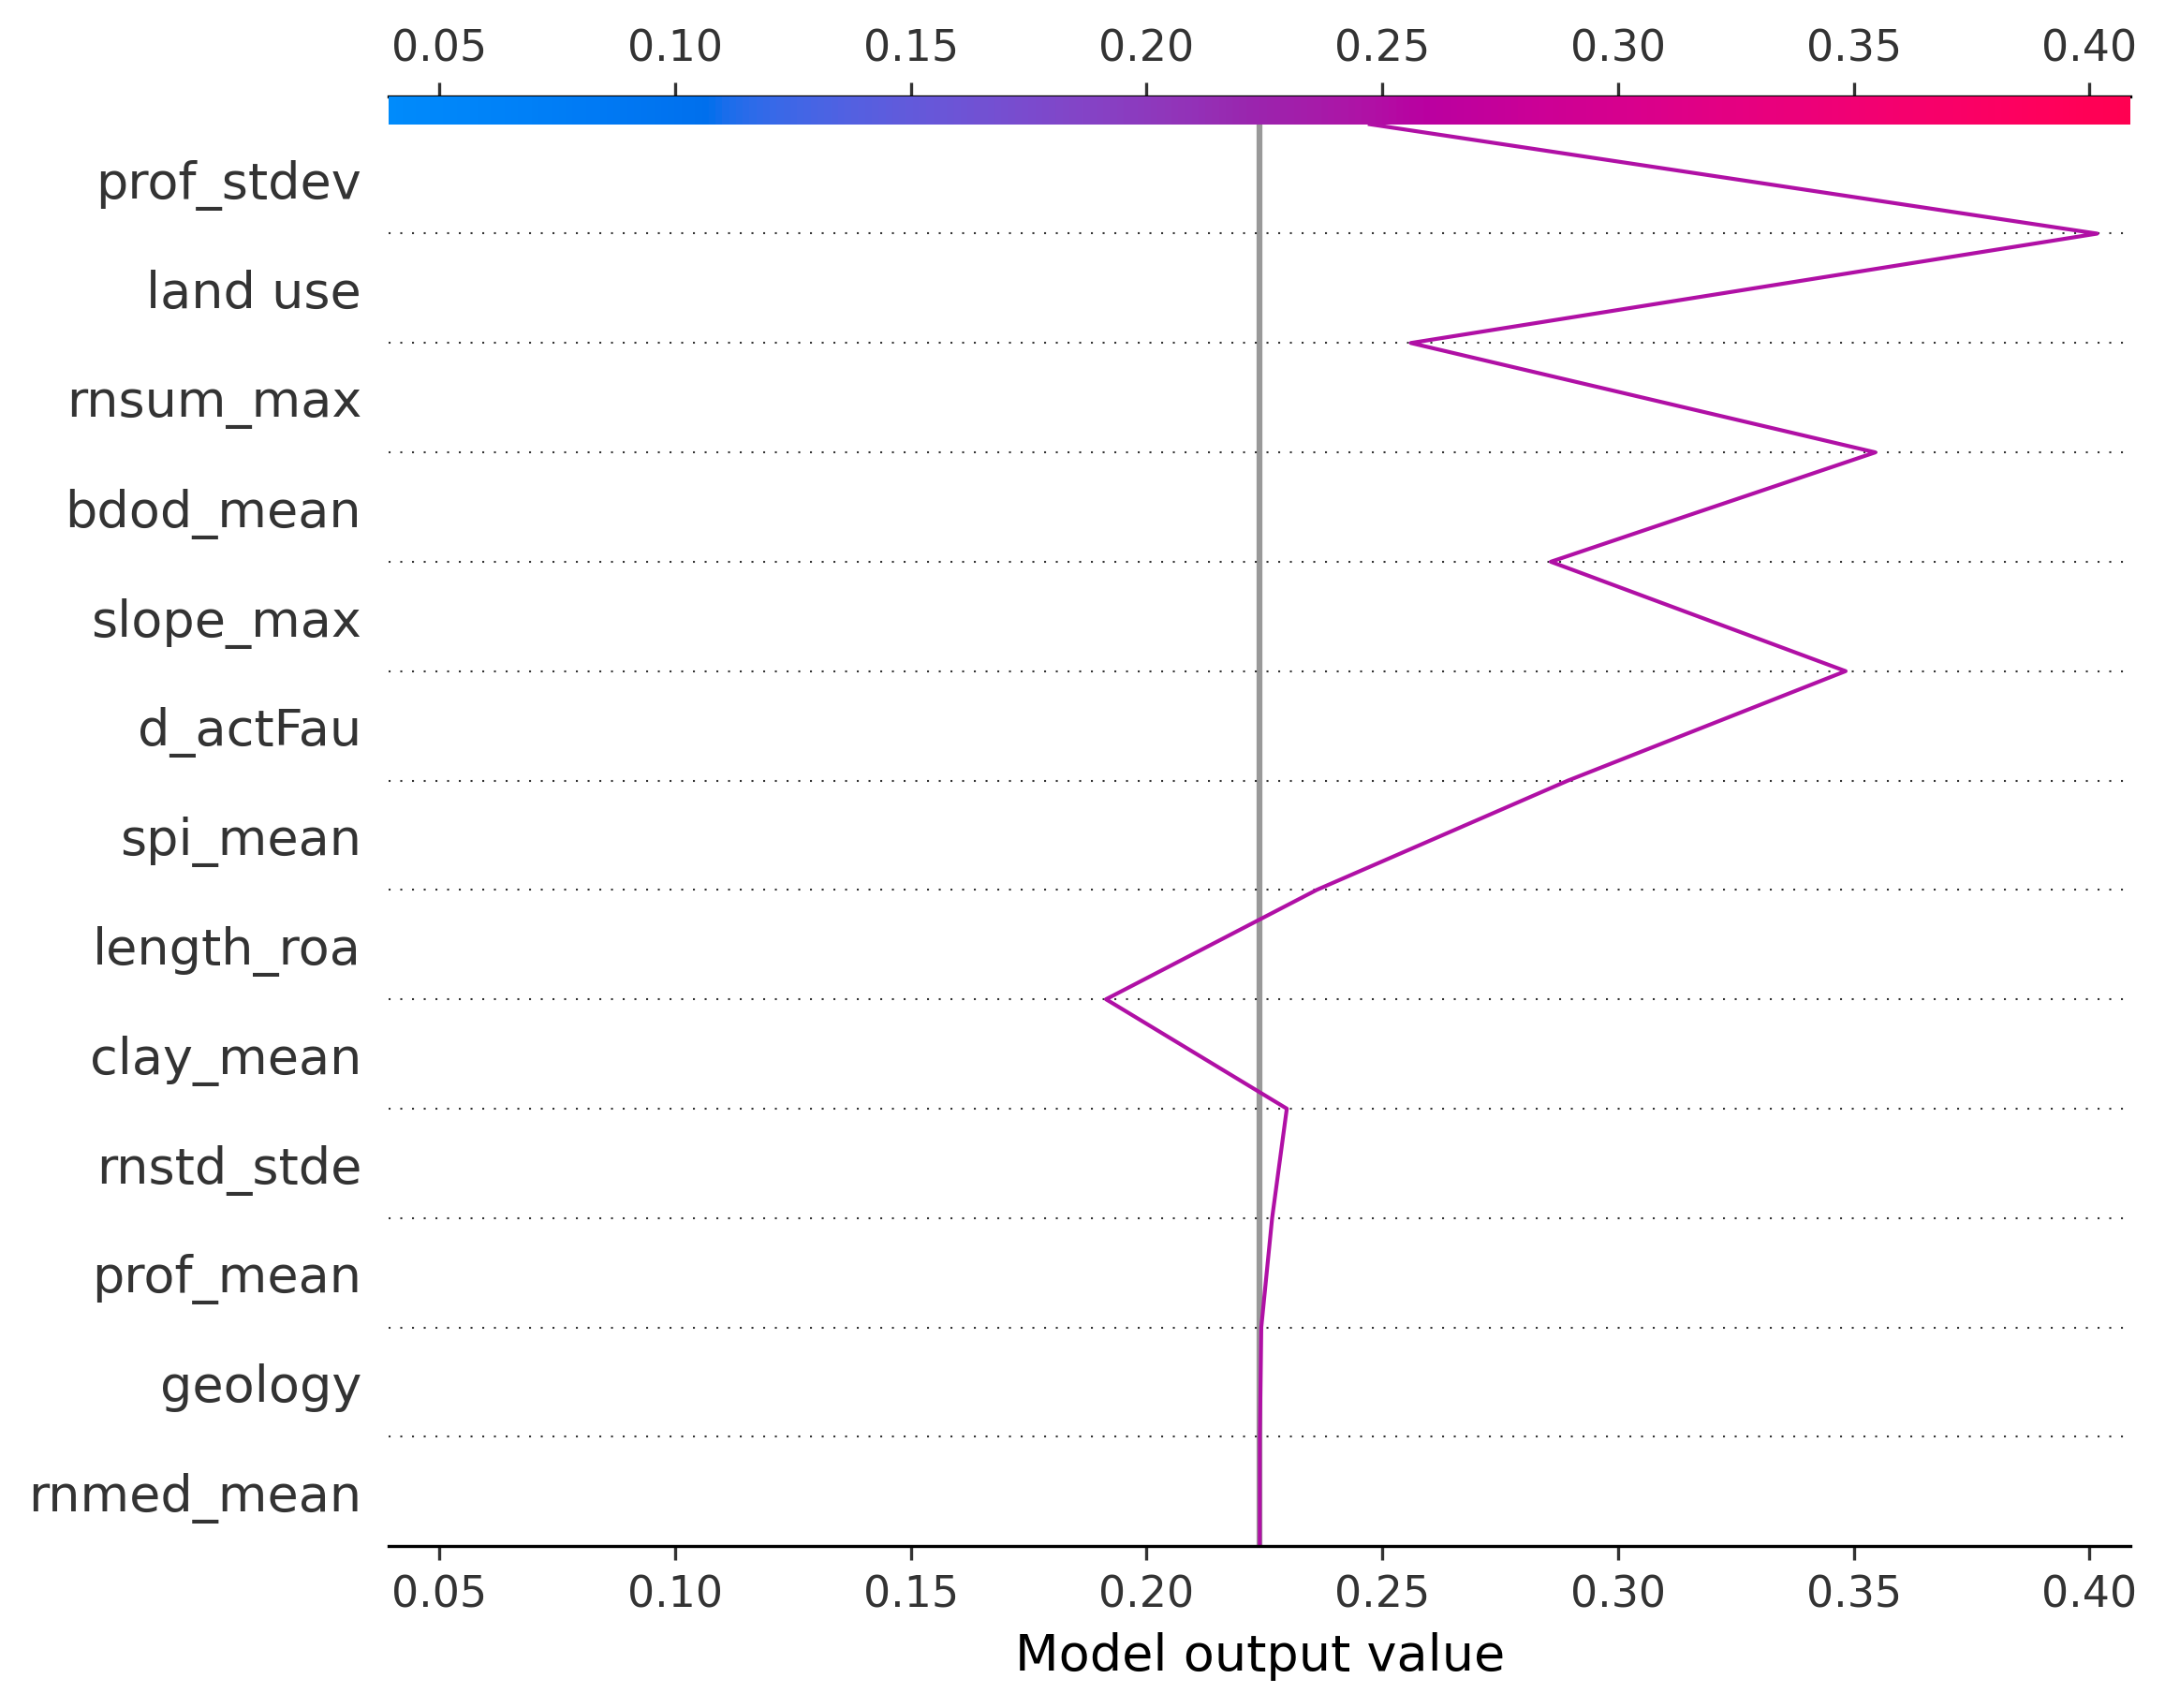 0.05 0.10 0.15 0.20 0.25 0.30 0.35 0.40
prof_stdev
land use
rnsum_max
bdod_mean
slope_max
d_actFau
spi_mean
length_roa
clay_mean
rnstd_stde
prof_mean
geology
rnmed_mean
0.05 0.10 0.15 0.20 0.25 0.30 0.35 0.40
Model output value